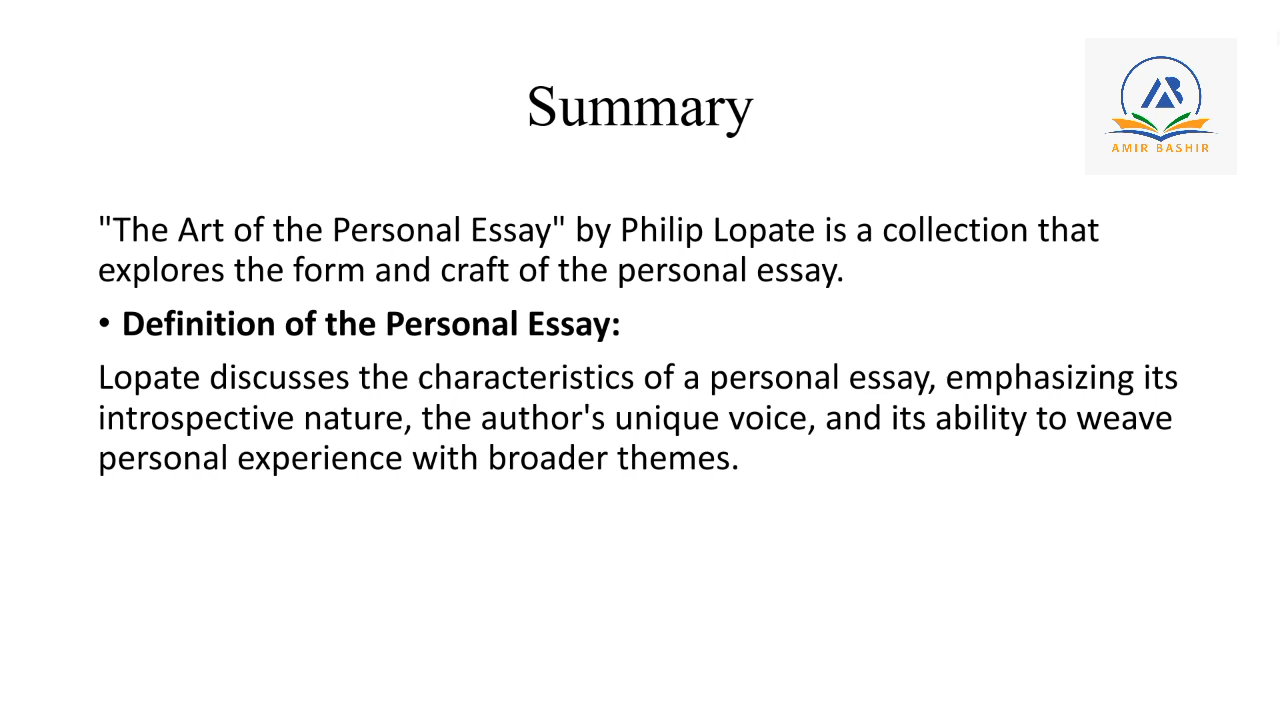 Summary
AMIR BASHIR
"The Art of the Personal Essay" by Philip Lopate is a collection that
explores the form and craft of the personal essay.
• Definition of the Personal Essay:
Lopate discusses the characteristics of a personal essay, emphasizing its
introspective nature, the author's unique voice, and its ability to weave
personal experience with broader themes.